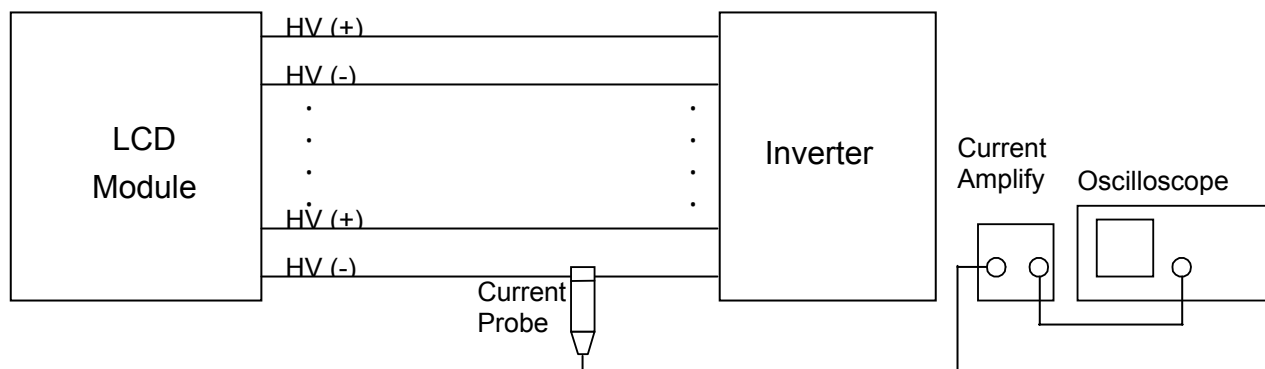 HV (+)
HV (-)
LCD
Module
Inverter
HV (+)
HV (-)
Current
Probe
Current
Amplify
Oscilloscope